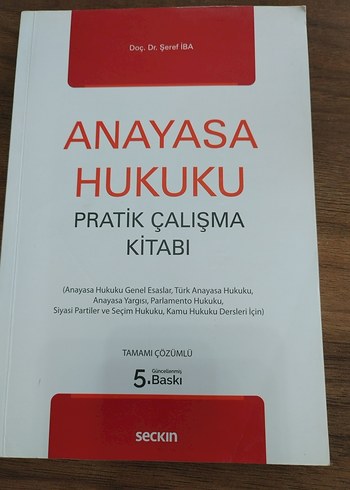 Doç. Dr. Şeref İBA
ANAYASA
HUKUKU
PRATİK ÇALIŞMA
KİTABI
(Anayasa Hukuku Genel Esaslar, Türk Anayasa Hukuku,
Anayasa Yargısı, Parlamento Hukuku,
Siyasi Partiler ve Seçim Hukuku, Kamu Hukuku Dersleri İçin)
TAMAMI ÇÖZÜMLÜ
Güncellenmiş
5. Baskı
seckin